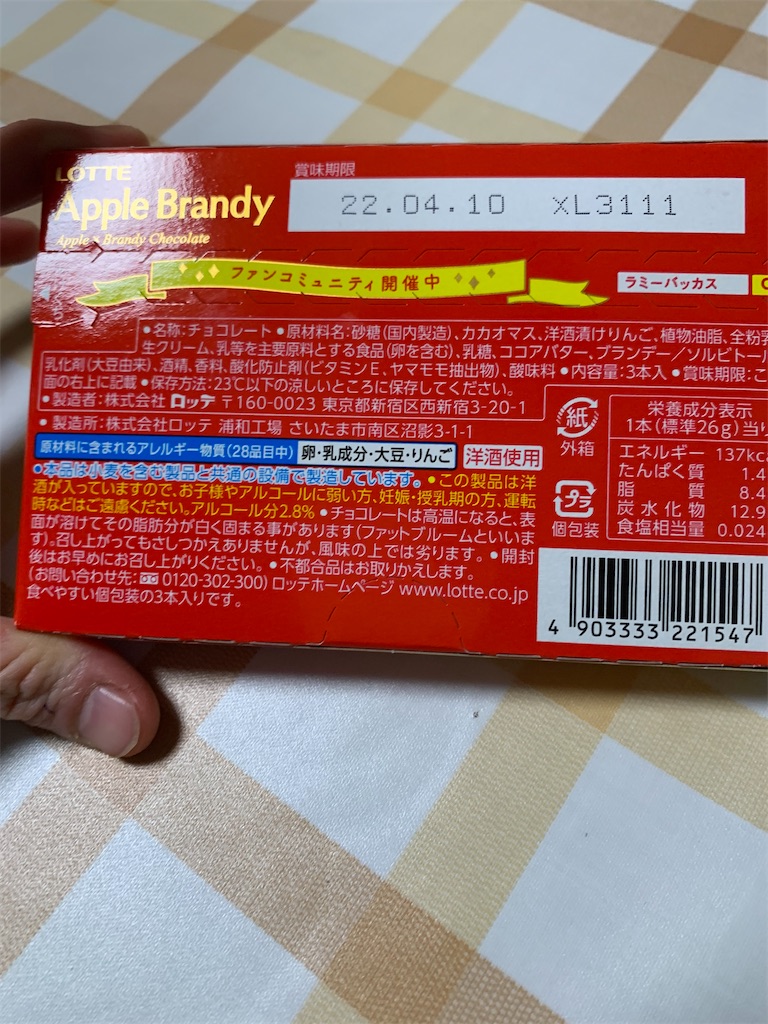 LOTTE
Apple Brandy
Apple × Brandy Chocolate
賞味期限
22.04.10 XL3111
ファンコミュニティ開催中
ラミーバッカス
●名称:チョコレート●原材料名:砂糖(国内製造)、カカオマス、洋酒漬けりんご、植物油脂、全粉乳
生クリーム、乳等を主要原料とする食品(卵を含む)、乳糖、ココアバター、ブランデー/ソルビトール
乳化剤(大豆由来)、酒精、香料、酸化防止剤(ビタミンE、ヤマモモ抽出物)、酸味料●内容量:3本入●賞味期限:こ
面の右上に記載●保存方法:23℃以下の涼しいところに保存してください。
●製造者:株式会社 ロッテ 〒160-0023 東京都新宿区西新宿3-20-1
●製造所:株式会社ロッテ 浦和工場 さいたま市南区沼影3-1-1
原材料に含まれるアレルギー物質(28品目中) 卵・乳成分・大豆・りんご 洋酒使用
●本品は小麦を含む製品と共通の設備で製造しています。●この製品は洋
酒が入っていますので、お子様やアルコールに弱い方、妊娠・授乳期の方、運転
時などはご遠慮ください。アルコール分2.8%●チョコレートは高温になると、表
面が溶けてその脂肪分が白く固まる事があります(ファットブルームといいま
す)。召し上がってもさしつかえありませんが、風味の上では劣ります。●開封
後はお早めにお召し上がりください。●不都合品はお取りかえします。
(お問い合わせ先:0120-302-300) ロッテホームページ www.lotte.co.jp
食べやすい個包装の3本入りです。
紙
外箱
プラ
個包装
栄養成分表示
1本(標準26g)当り
エネルギー 137kca
たんぱく質 1.4
脂質 8.4
炭水化物 12.9
食塩相当量 0.024
4 903333 221547